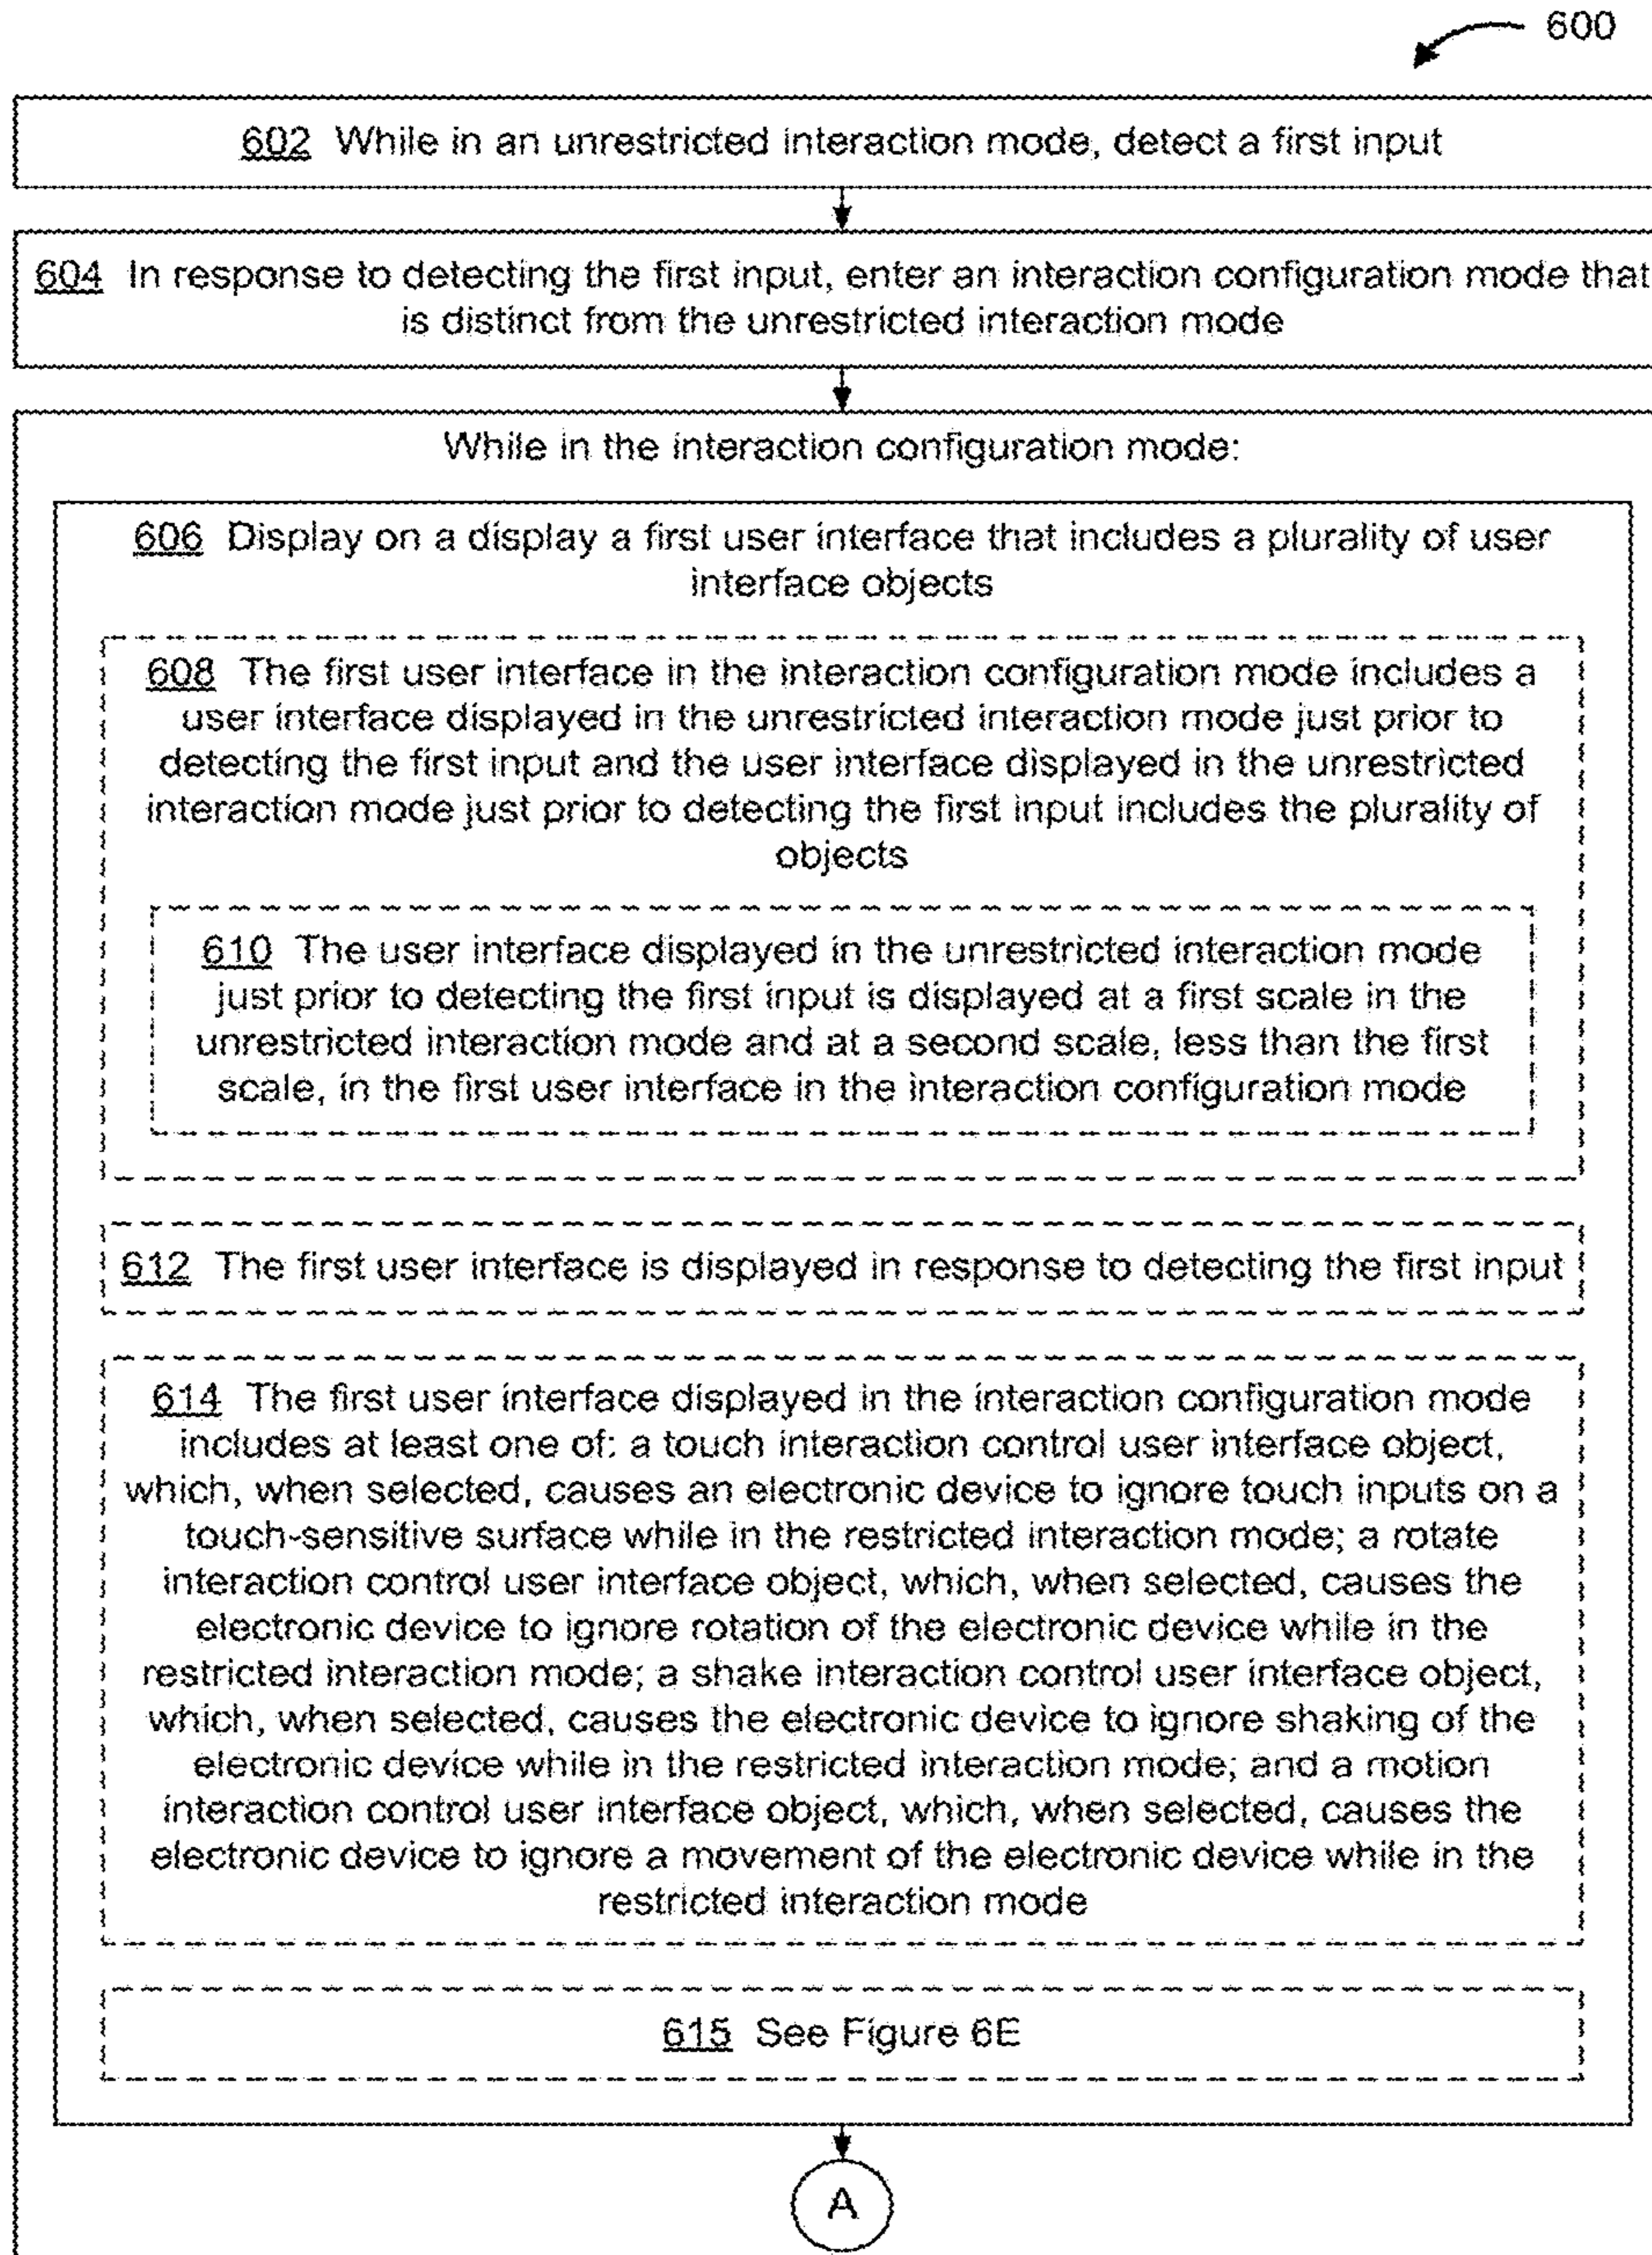 600
602 While in an unrestricted interaction mode, detect a first input
604 In response to detecting the first input, enter an interaction configuration mode that
is distinct from the unrestricted interaction mode
While in the interaction configuration mode:
606 Display on a display a first user interface that includes a plurality of user
interface objects
608 The first user interface in the interaction configuration mode includes a
user interface displayed in the unrestricted interaction mode just prior to
detecting the first input and the user interface displayed in the unrestricted
interaction mode just prior to detecting the first input includes the plurality of
objects
610 The user interface displayed in the unrestricted interaction mode
just prior to detecting the first input is displayed at a first scale in the
unrestricted interaction mode and at a second scale, less than the first
scale, in the first user interface in the interaction configuration mode
612 The first user interface is displayed in response to detecting the first input
614 The first user interface displayed in the interaction configuration mode
includes at least one of: a touch interaction control user interface object,
which, when selected, causes an electronic device to ignore touch inputs on a
touch-sensitive surface while in the restricted interaction mode; a rotate
interaction control user interface object, which, when selected, causes the
electronic device to ignore rotation of the electronic device while in the
restricted interaction mode; a shake interaction control user interface object,
which, when selected, causes the electronic device to ignore shaking of the
electronic device while in the restricted interaction mode; and a motion
interaction control user interface object, which, when selected, causes the
electronic device to ignore a movement of the electronic device while in the
restricted interaction mode
615 See Figure 6E
A